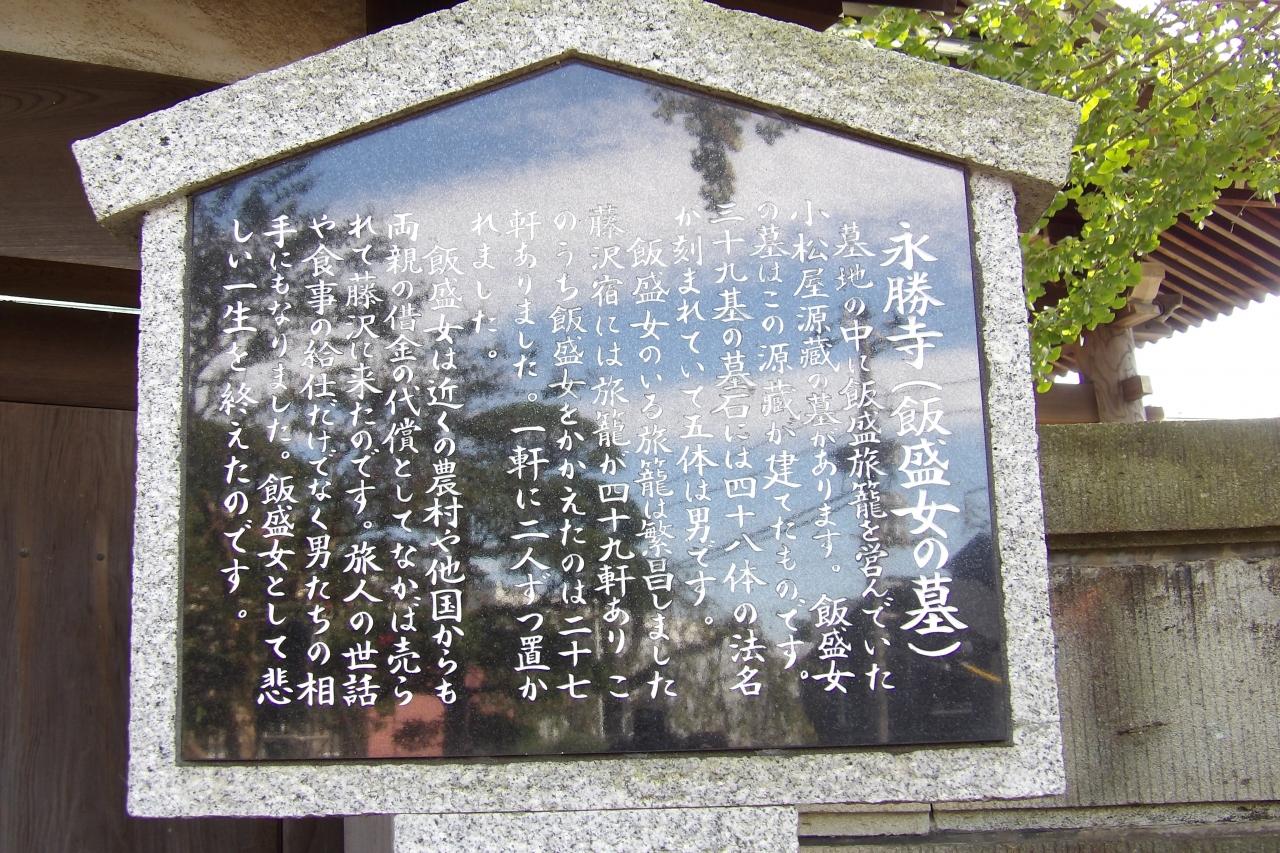 永勝寺（飯盛女の墓）
墓地の中に飯盛旅籠を営んでいた
小松屋源蔵の墓があります。飯盛女
の墓はこの源蔵が建てたものです。
三十九基の墓石には四十八体の法名
が刻まれていて五体は男です。
飯盛女のいる旅籠は繁昌しました
藤沢宿には旅籠が四十九軒あり こ
のうち飯盛女をかかえたのは二十七
軒ありました。一軒に二人ずつ置か
れました。
飯盛女は近くの農村や他国からも
両親の借金の代償としてなかば売ら
れて藤沢に来たのです。旅人の世話
や食事の給仕だけでなく男たちの相
手にもなりました。飯盛女として悲
しい一生を終えたのです。